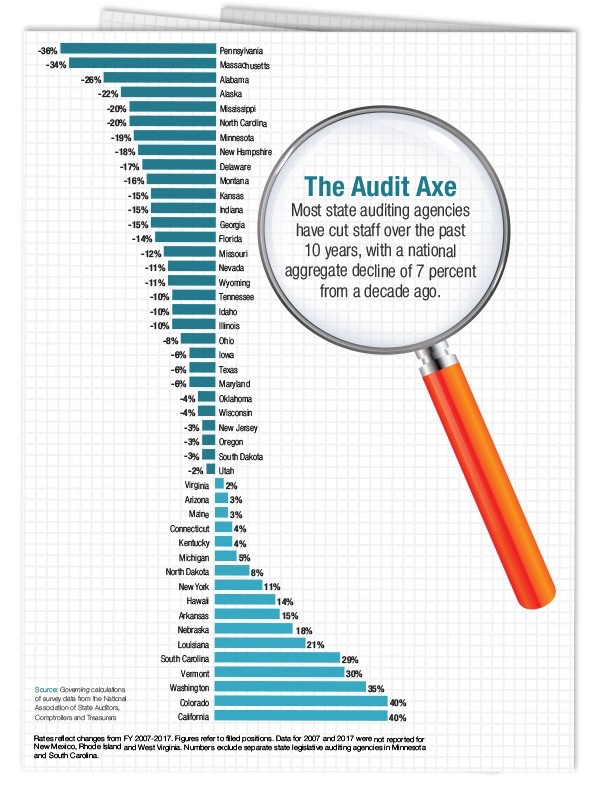 -36% Pennsylvania
-34% Massachusetts
-26% Alabama
-22% Alaska
-20% Mississippi
-20% North Carolina
-19% Minnesota
-18% New Hampshire
-17% Delaware
-16% Montana
-15% Kansas
-15% Indiana
-15% Georgia
-14% Florida
-12% Missouri
-11% Nevada
-11% Wyoming
-10% Tennessee
-10% Idaho
-10% Illinois
-8% Ohio
-6% Iowa
-6% Texas
-6% Maryland
-4% Oklahoma
-4% Wisconsin
-3% New Jersey
-3% Oregon
-3% South Dakota
-2% Utah
Virginia 2%
Arizona 3%
Maine 3%
Connecticut 4%
Kentucky 4%
Michigan 5%
North Dakota 8%
New York 11%
Hawaii 14%
Arkansas 15%
Nebraska 18%
Louisiana 21%
South Carolina 29%
Vermont 30%
Washington 35%
Colorado 40%
California 40%
The Audit Axe
Most state auditing agencies
have cut staff over the past
10 years, with a national
aggregate decline of 7 percent
from a decade ago.
Source: Governing calculations
of survey data from the National
Association of State Auditors,
Comptrollers and Treasurers
Rates reflect changes from FY 2007-2017. Figures refer to filled positions. Data for 2007 and 2017 were not reported for
New Mexico, Rhode Island and West Virginia. Numbers exclude separate state legislative auditing agencies in Minnesota
and South Carolina.